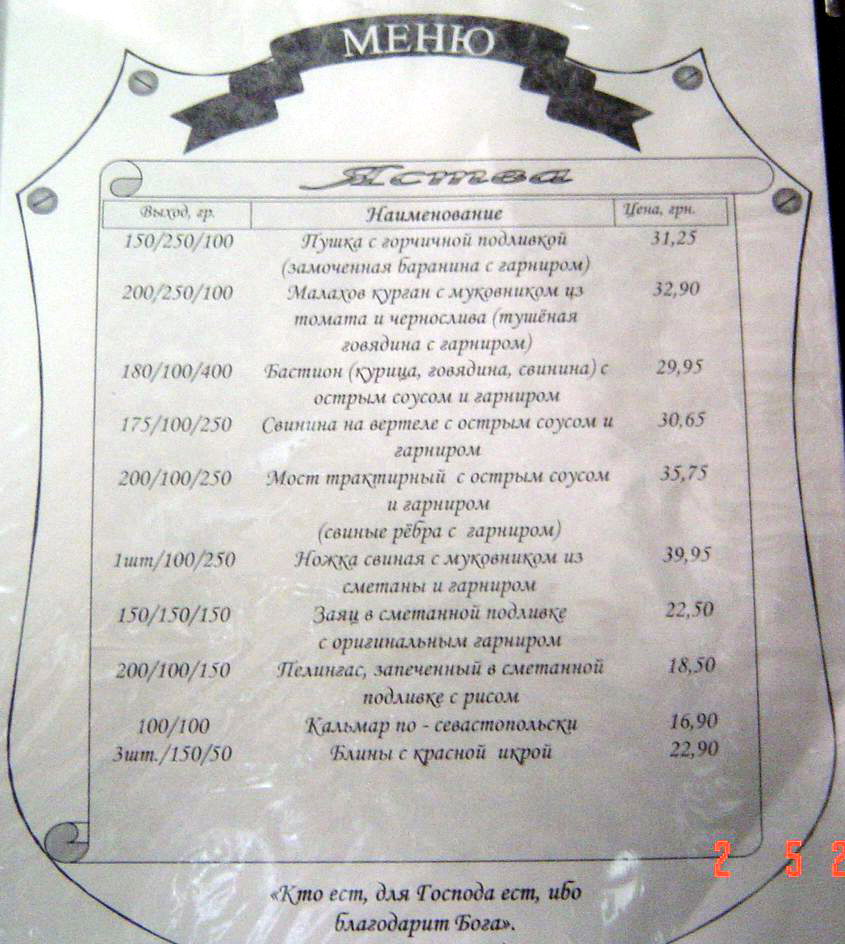 МЕНЮ
Яства
Выход, гр. Наименование Цена, грн.
150/250/100 Пушка с горчичной подливкой 31,25
(замоченная баранина с гарниром)
200/250/100 Малахов курган с муковником из 32,90
томата и чернослива (тушёная
говядина с гарниром)
180/100/400 Бастион (курица, говядина, свинина) с 29,95
острым соусом и гарниром
175/100/250 Свинина на вертеле с острым соусом и 30,65
гарниром
200/100/250 Мост трактирный с острым соусом 35,75
и гарниром
(свиные рёбра с гарниром)
1шт/100/250 Ножка свиная с муковником из 39,95
сметаны и гарниром
150/150/150 Заяц в сметанной подливке 22,50
с оригинальным гарниром
200/100/150 Пелингас, запеченный в сметанной 18,50
подливке с рисом
100/100 Кальмар по - севастопольски 16,90
3шт./150/50 Блины с красной икрой 22,90
2 5 2
«Кто ест, для Господа ест, ибо
благодарит Бога».